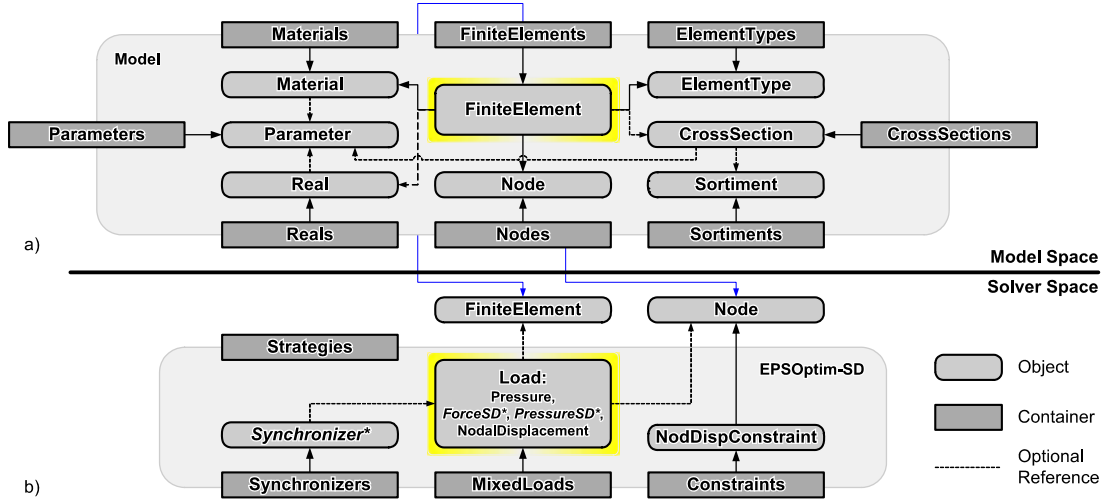 Materials
FiniteElements
ElementTypes
Model
Material
FiniteElement
ElementType
Parameters
Parameter
CrossSection
CrossSections
Real
Node
Sortiment
Reals
Nodes
Sortiments
a)
Model Space
Solver Space
FiniteElement
Node
Strategies
EPSOptim-SD
Load:
Pressure,
ForceSD*, PressureSD*,
NodalDisplacement
Synchronizer*
NodDispConstraint
Synchronizers
MixedLoads
Constraints
b)
Object
Container
Optional
Reference